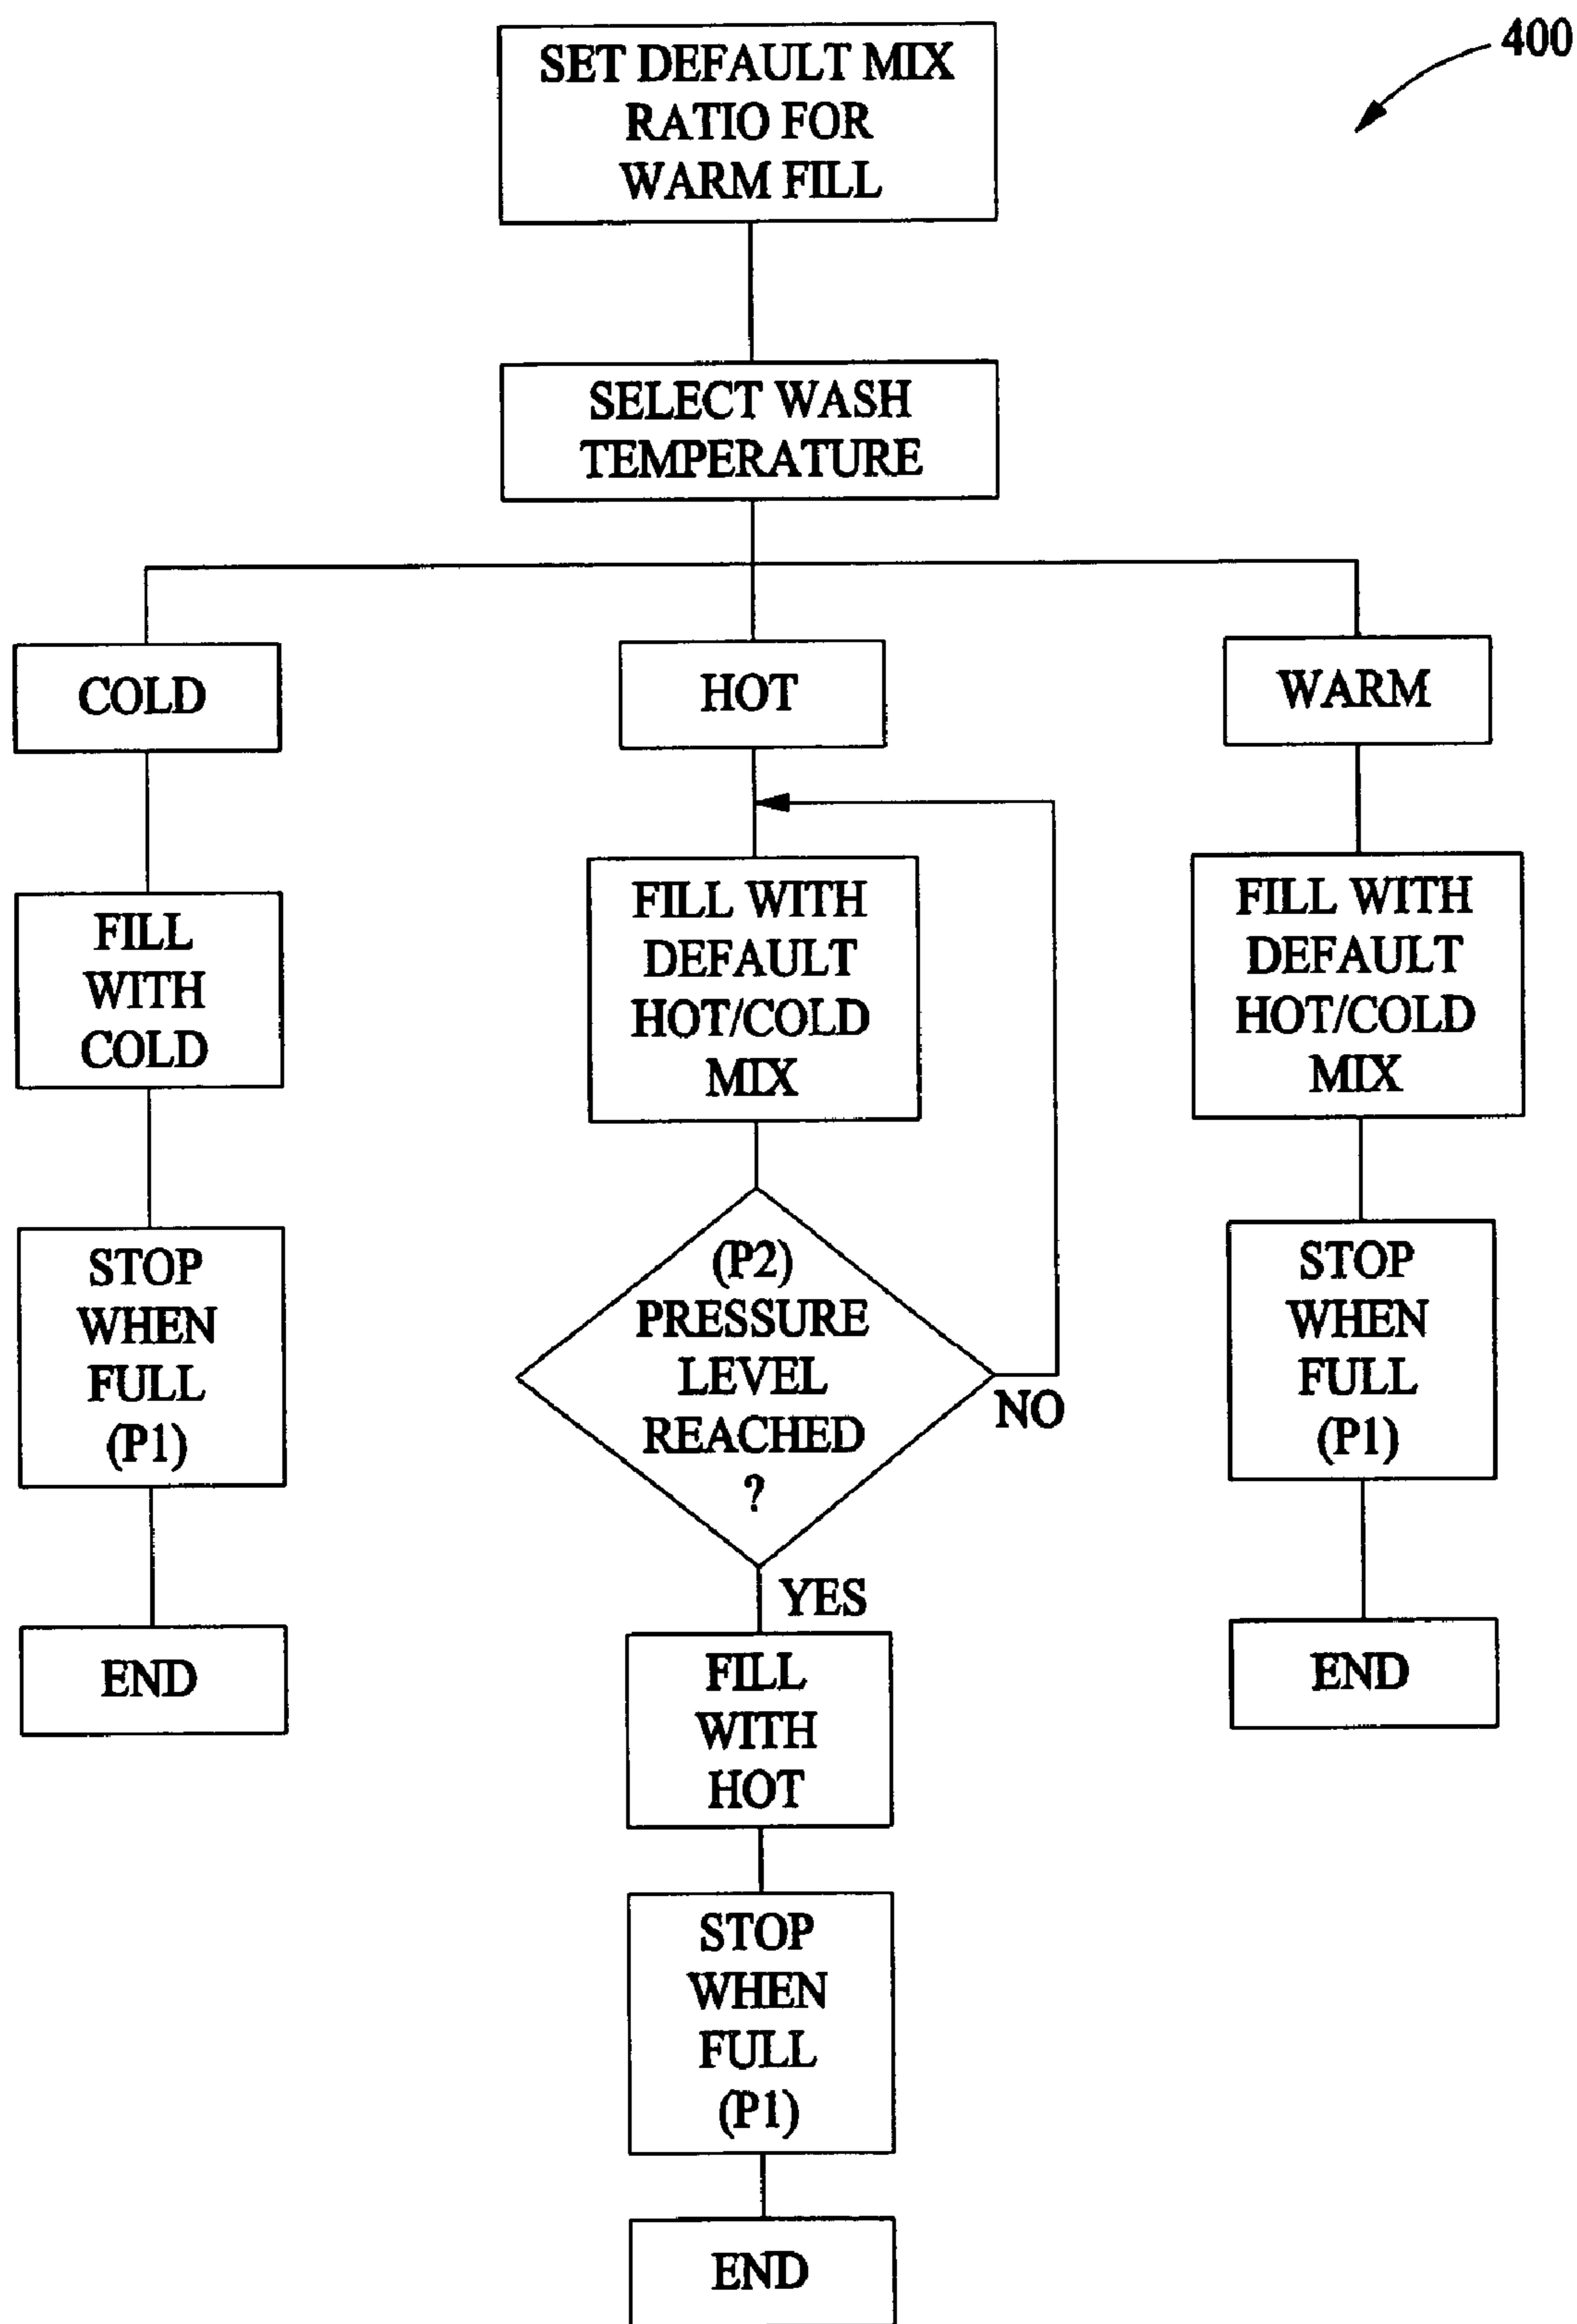 400
SET DEFAULT MIX
RATIO FOR
WARM FILL
SELECT WASH
TEMPERATURE
COLD
FILL
WITH
COLD
STOP
WHEN
FULL
(P1)
END
HOT
FILL WITH
DEFAULT
HOT/COLD
MIX
(P2)
PRESSURE
LEVEL
REACHED
?
NO
YES
FILL
WITH
HOT
STOP
WHEN
FULL
(P1)
END
WARM
FILL WITH
DEFAULT
HOT/COLD
MIX
STOP
WHEN
FULL
(P1)
END